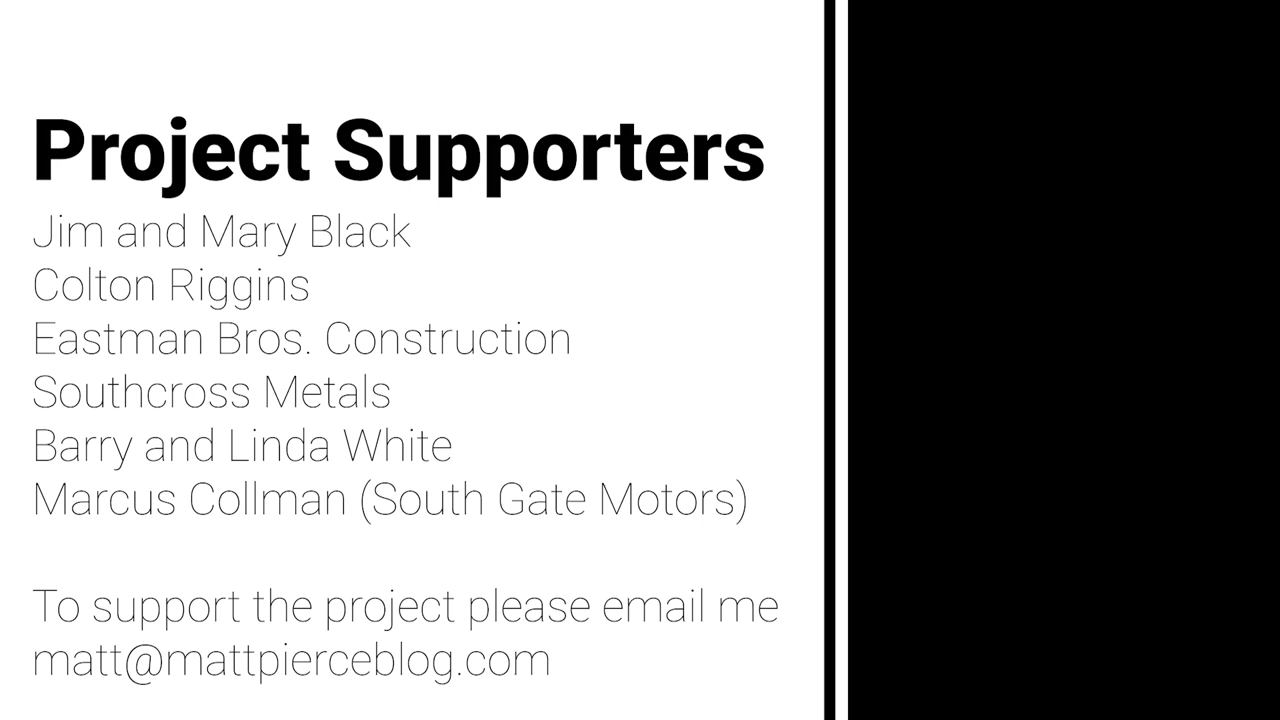 Project Supporters
Jim and Mary Black
Colton Riggins
Eastman Bros. Construction
Southcross Metals
Barry and Linda White
Marcus Collman (South Gate Motors)
To support the project please email me
matt@mattpierceblog.com